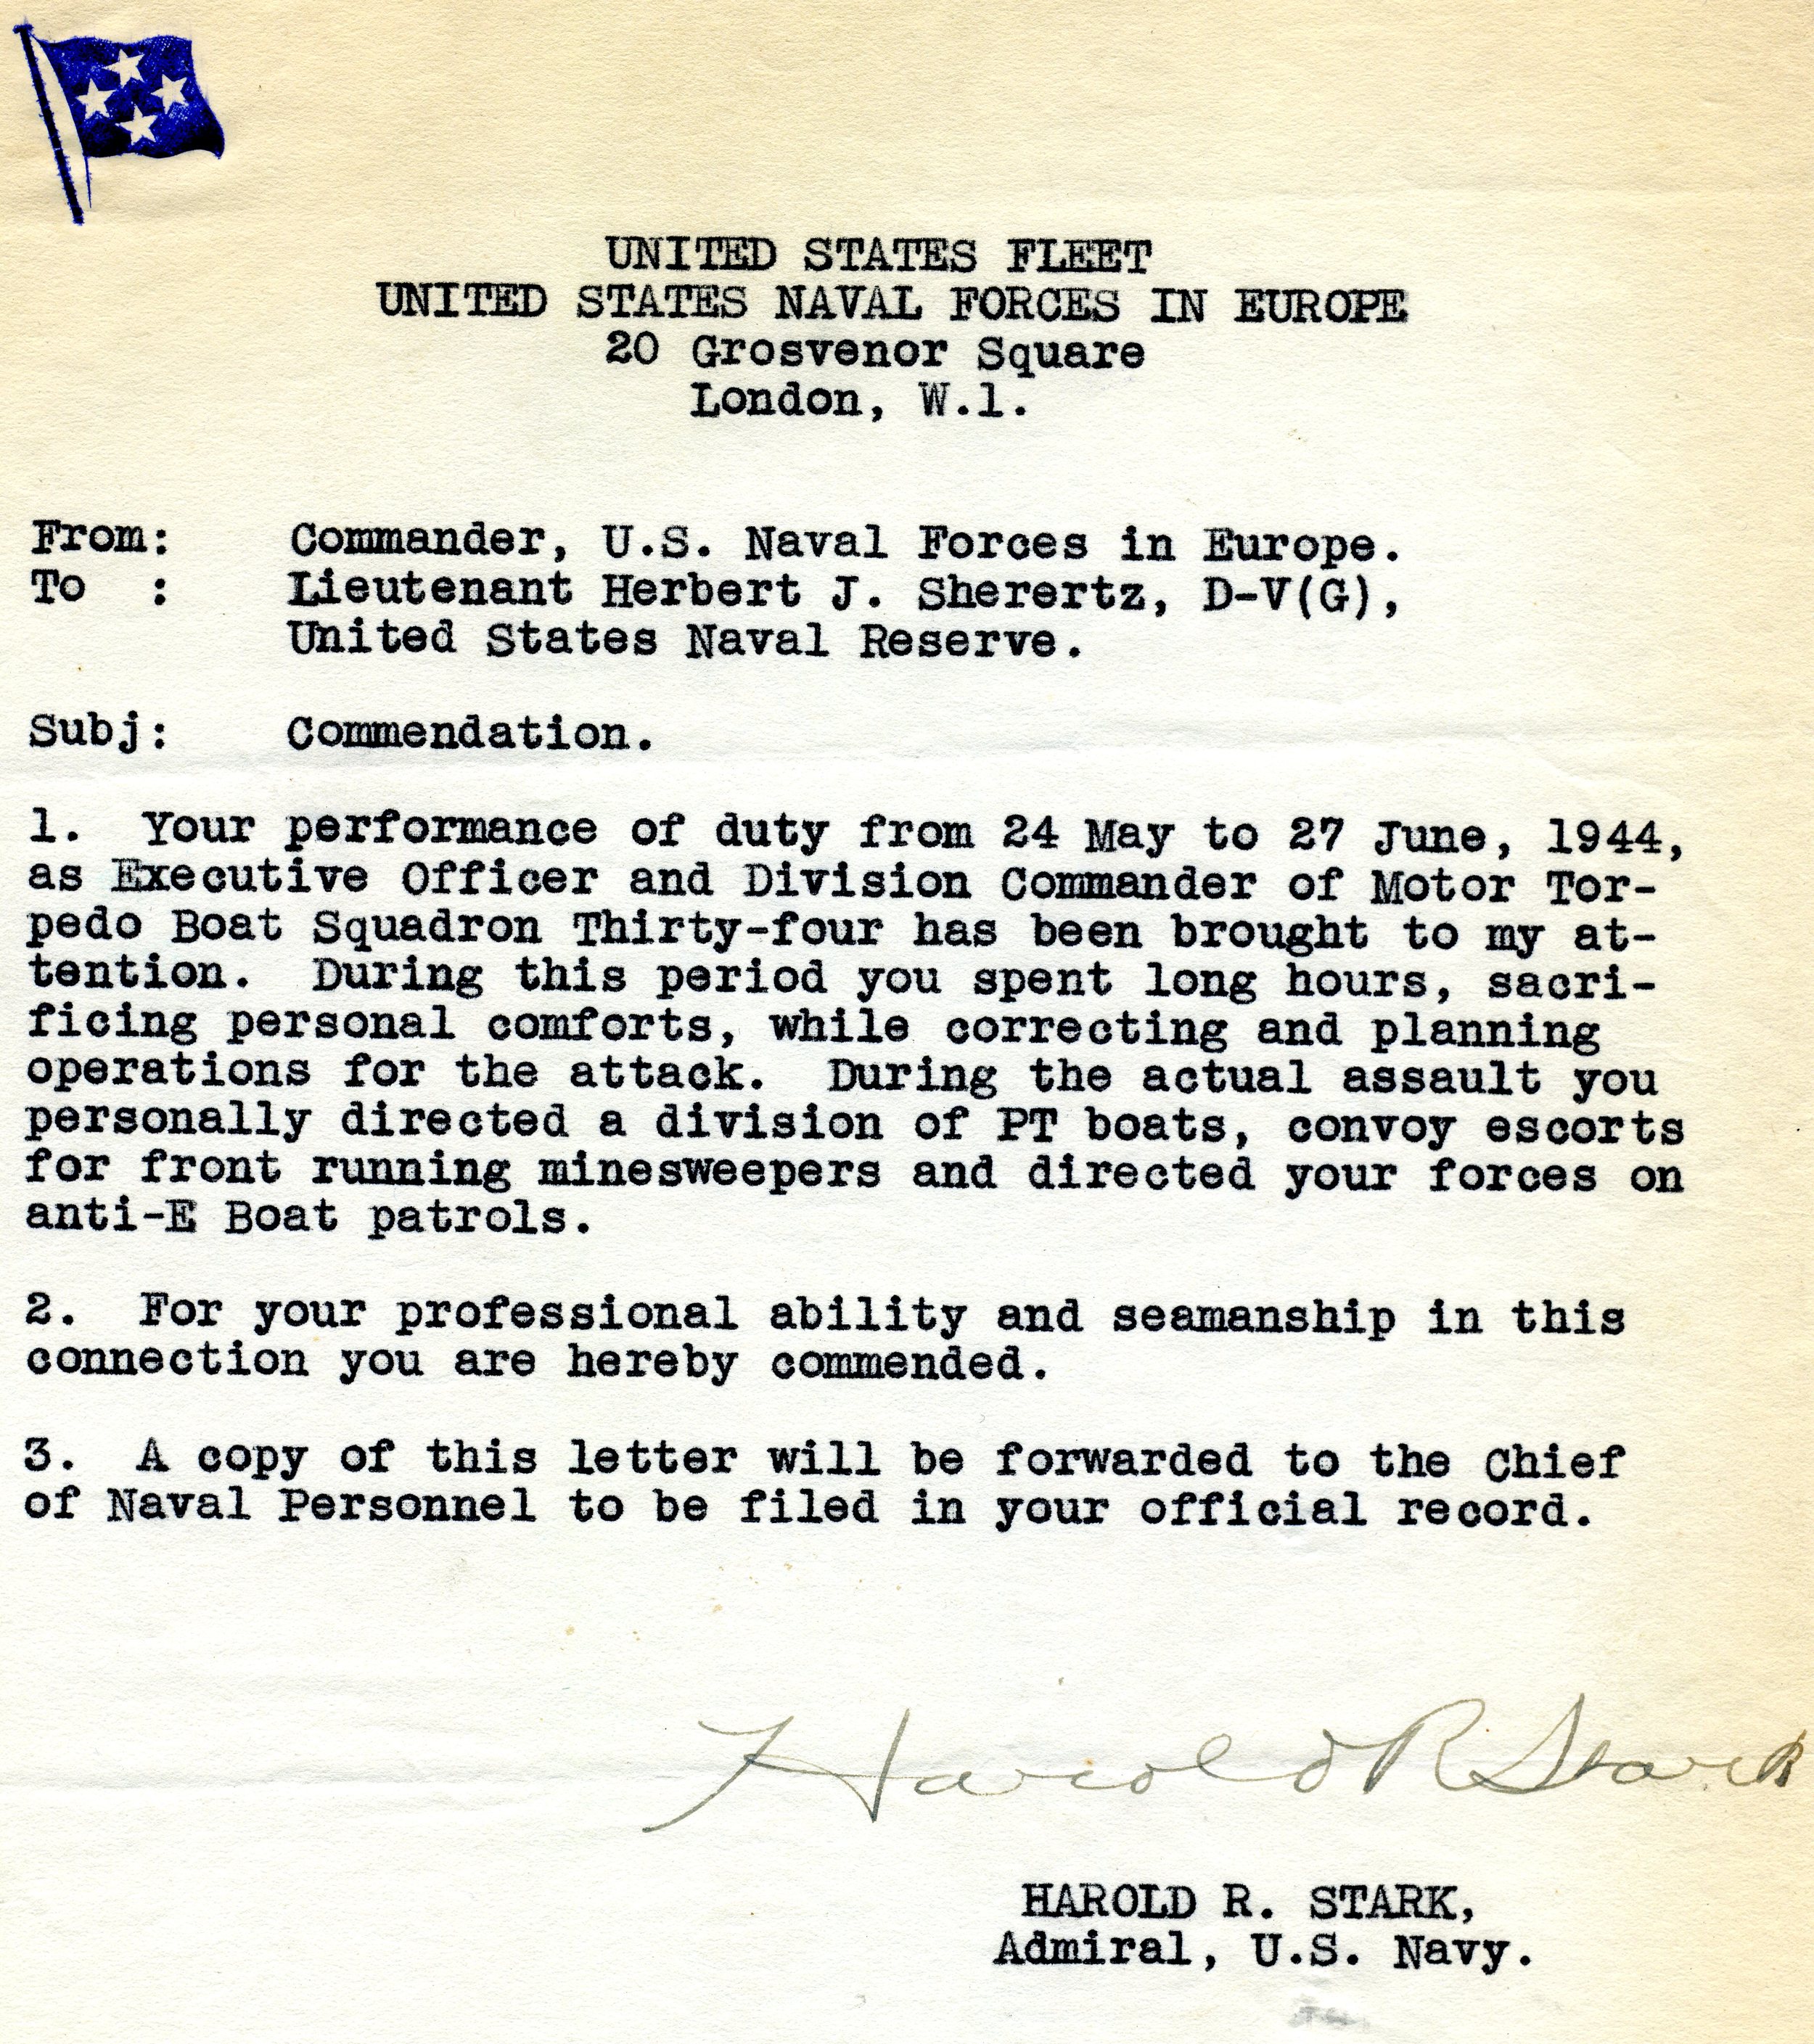 UNITED STATES FLEET
UNITED STATES NAVAL FORCES IN EUROPE
20 Grosvenor Square
London, W.1.
From: Commander, U.S. Naval Forces in Europe.
To : Lieutenant Herbert J. Sherertz, D-V(G),
United States Naval Reserve.
Subj: Commendation.
1. Your performance of duty from 24 May to 27 June, 1944,
as Executive Officer and Division Commander of Motor Tor-
pedo Boat Squadron Thirty-four has been brought to my at-
tention. During this period you spent long hours, sacri-
ficing personal comforts, while correcting and planning
operations for the attack. During the actual assault you
personally directed a division of PT boats, convoy escorts
for front running minesweepers and directed your forces on
anti-E Boat patrols.
2. For your professional ability and seamanship in this
connection you are hereby commended.
3. A copy of this letter will be forwarded to the Chief
of Naval Personnel to be filed in your official record.
Harold R Stark
HAROLD R. STARK,
Admiral, U.S. Navy.